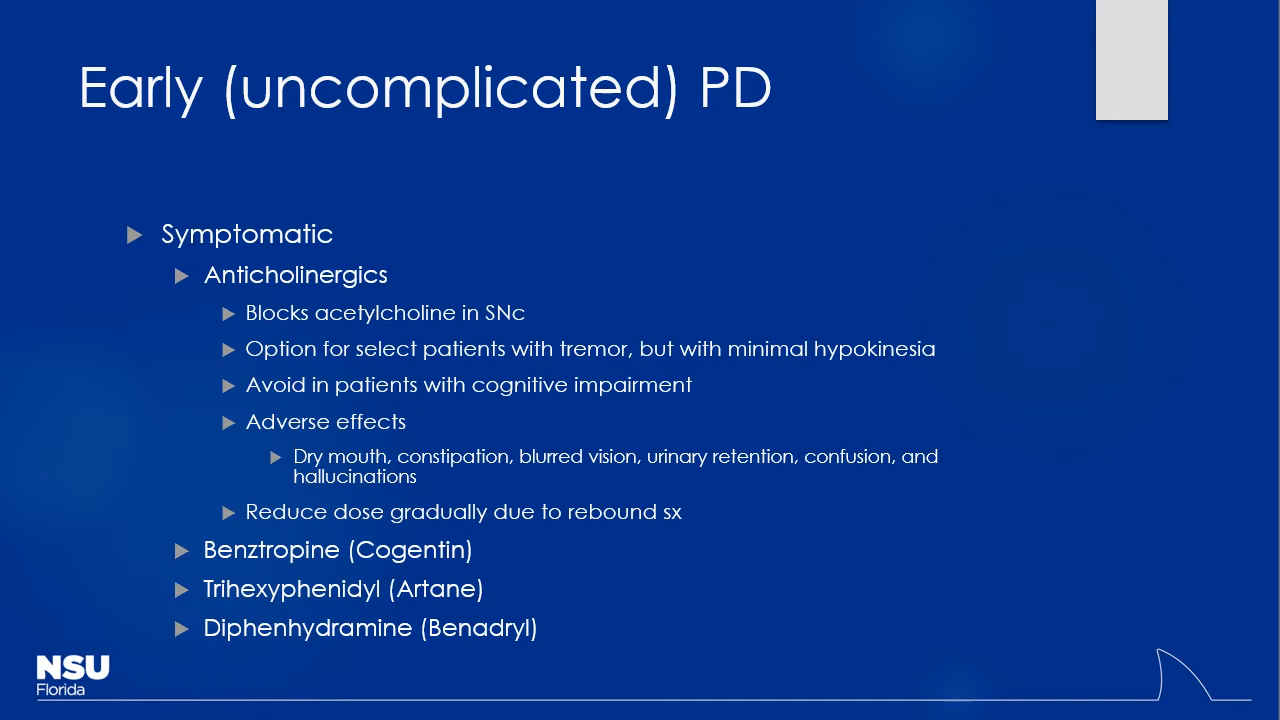 Early (uncomplicated) PD
Symptomatic
Anticholinergics
Blocks acetylcholine in SNc
Option for select patients with tremor, but with minimal hypokinesia
Avoid in patients with cognitive impairment
Adverse effects
Dry mouth, constipation, blurred vision, urinary retention, confusion, and
hallucinations
Reduce dose gradually due to rebound sx
Benztropine (Cogentin)
Trihexyphenidyl (Artane)
Diphenhydramine (Benadryl)
NSU
Florida